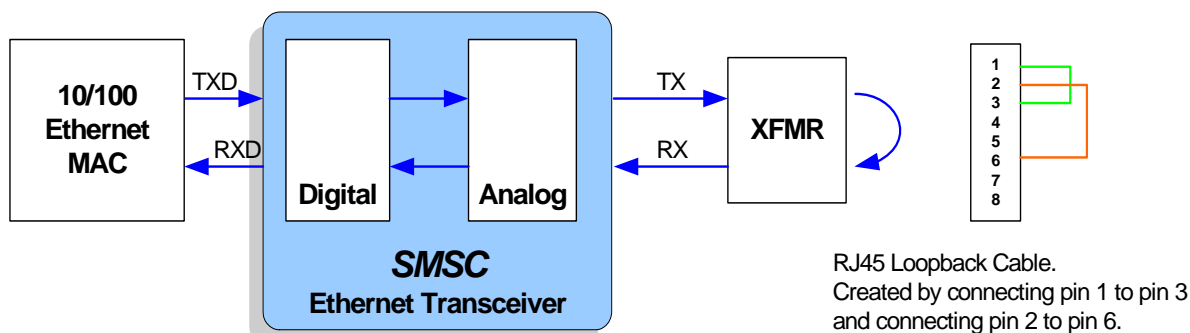 10/100
Ethernet
MAC
TXD
RXD
Digital
Analog
SMSC
Ethernet Transceiver
TX
RX
XFMR
1
2
3
4
5
6
7
8
RJ45 Loopback Cable.
Created by connecting pin 1 to pin 3
and connecting pin 2 to pin 6.